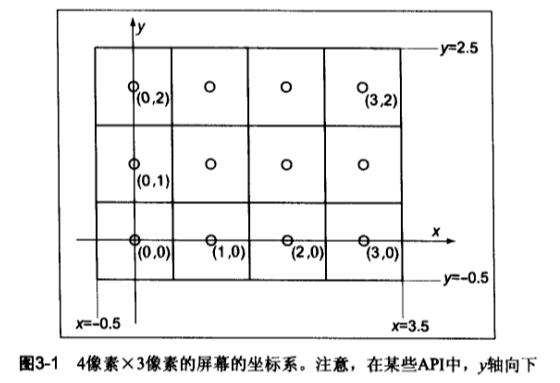 y
y=2.5
(0,2)
(3,2)
(0,1)
x
(0,0)
(1,0)
(2,0)
(3,0)
y=-0.5
x=-0.5
x=3.5
图3-1 4像素×3像素的屏幕的坐标系。注意，在某些API中，y轴向下